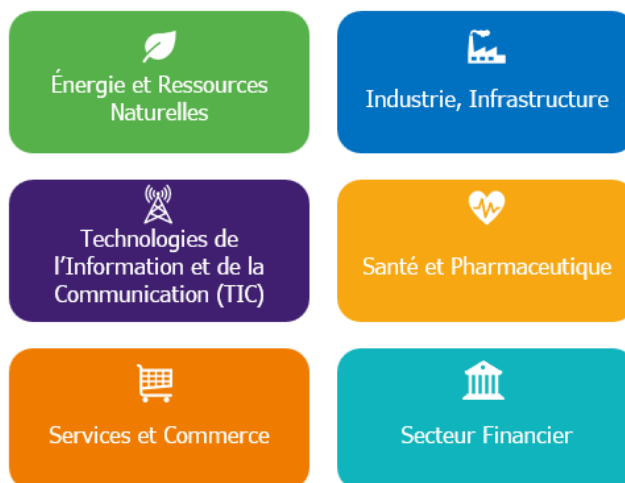 Énergie et Ressources
Naturelles
Industrie, Infrastructure
Technologies de
l'Information et de la
Communication (TIC)
Santé et Pharmaceutique
Services et Commerce
Secteur Financier